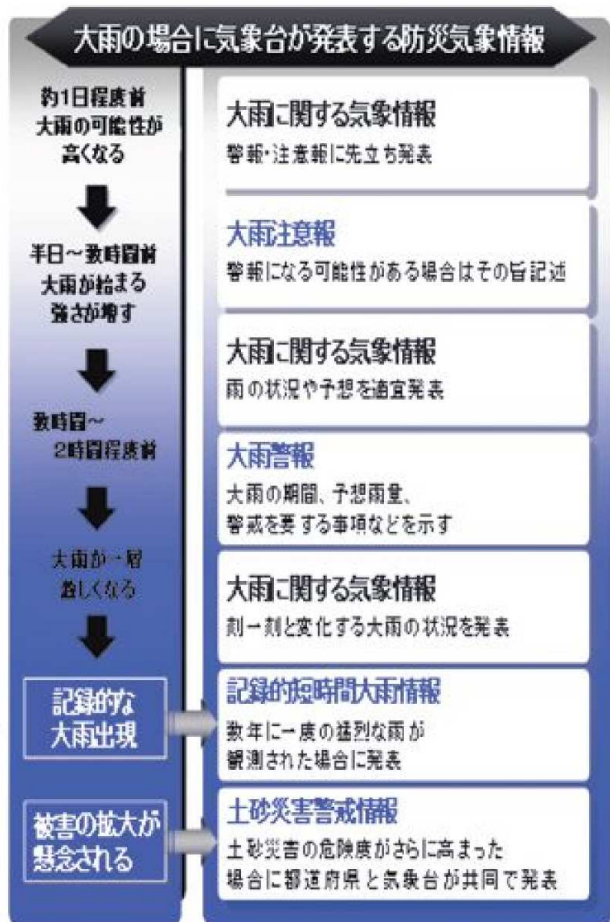 大雨の場合に気象台が発表する防災気象情報
約1日程度前
大雨の可能性が
高くなる
大雨に関する気象情報
警報・注意報に先立ち発表
半日～数時間前
大雨が始まる
強さが増す
大雨注意報
警報になる可能性がある場合はその旨記述
大雨に関する気象情報
雨の状況や予想を適宜発表
数時間～
2時間程度前
大雨警報
大雨の期間、予想雨量、
警戒を要する事項などを示す
大雨が一層
激しくなる
大雨に関する気象情報
刻一刻と変化する大雨の状況を発表
記録的な
大雨出現
記録的短時間大雨情報
数年に一度の猛烈な雨が
観測された場合に発表
被害の拡大が
懸念される
土砂災害警戒情報
土砂災害の危険度がさらに高まった
場合に都道府県と気象台が共同で発表